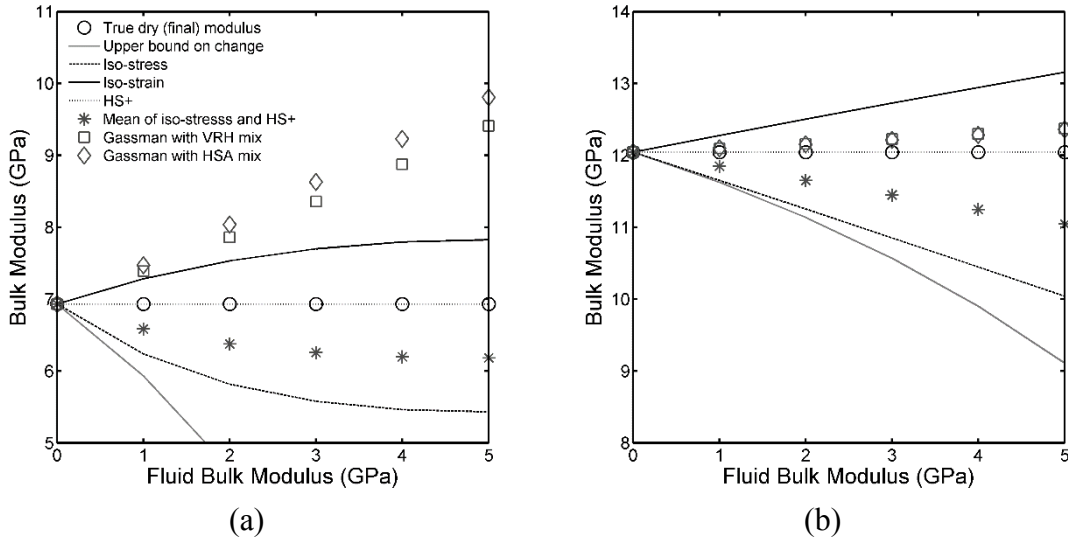 11
10
9
8
7
6
5
Bulk Modulus (GPa)
True dry (final) modulus
Upper bound on change
Iso-stress
Iso-strain
HS+
Mean of iso-stresss and HS+
Gassman with VRH mix
Gassman with HSA mix
0 1 2 3 4 5
Fluid Bulk Modulus (GPa)
(a)
14
13
12
11
10
9
8
Bulk Modulus (GPa)
0 1 2 3 4 5
Fluid Bulk Modulus (GPa)
(b)